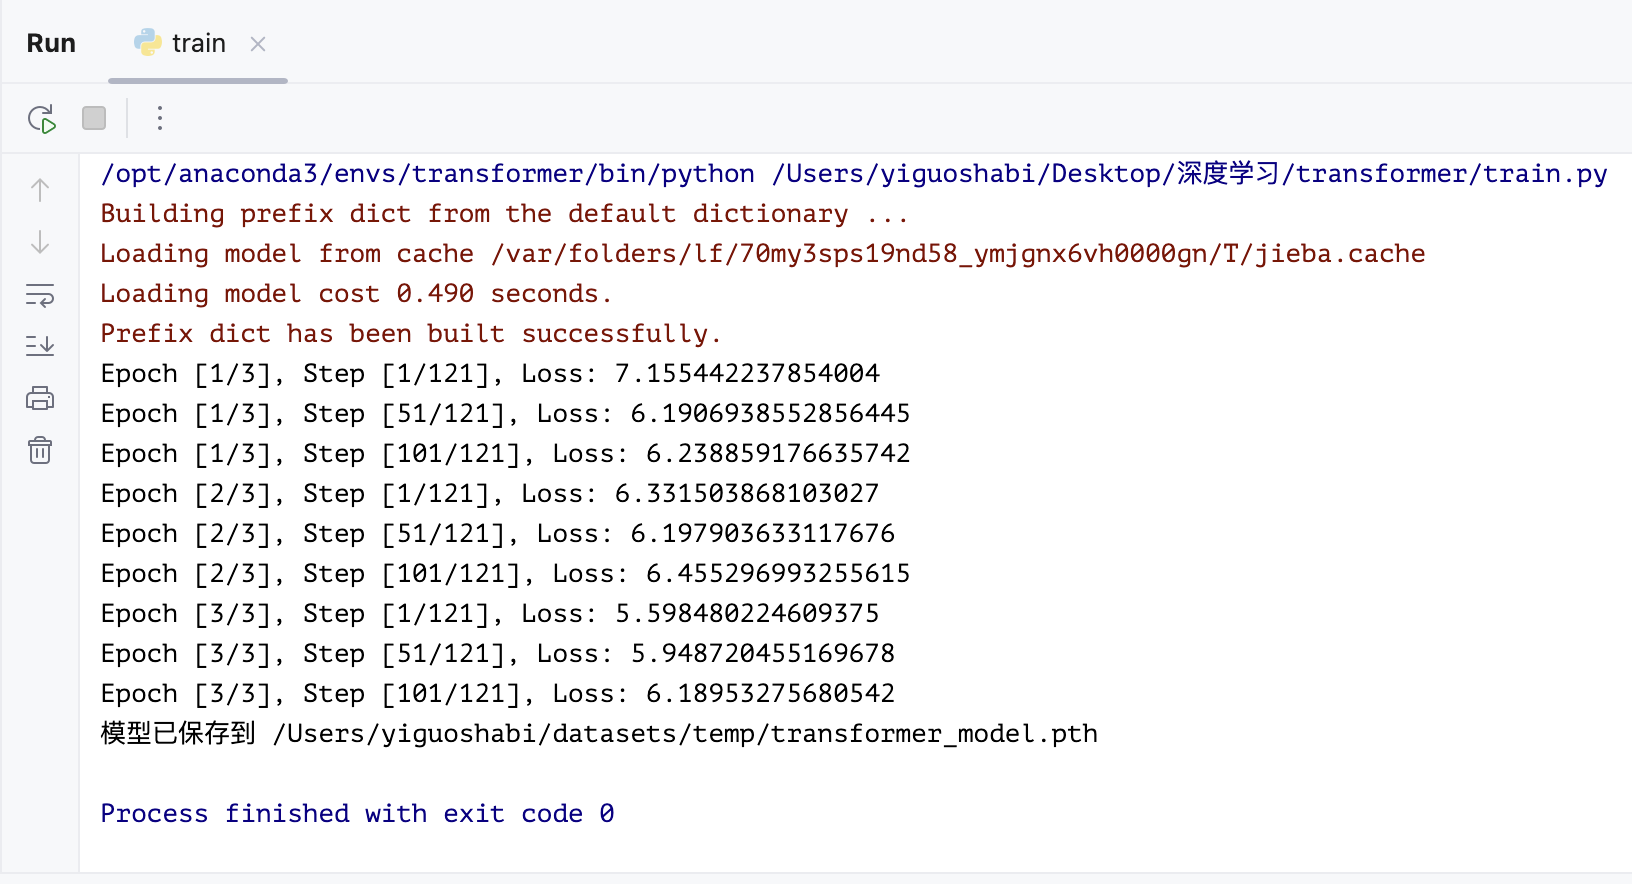 Run train
/opt/anaconda3/envs/transformer/bin/python /Users/yiguoshabi/Desktop/深度学习/transformer/train.py
Building prefix dict from the default dictionary ...
Loading model from cache /var/folders/lf/70my3sps19nd58_ymjgnx6vh0000gn/T/jieba.cache
Loading model cost 0.490 seconds.
Prefix dict has been built successfully.
Epoch [1/3], Step [1/121], Loss: 7.155442237854004
Epoch [1/3], Step [51/121], Loss: 6.1906938552856445
Epoch [1/3], Step [101/121], Loss: 6.238859176635742
Epoch [2/3], Step [1/121], Loss: 6.331503868103027
Epoch [2/3], Step [51/121], Loss: 6.197903633117676
Epoch [2/3], Step [101/121], Loss: 6.455296993255615
Epoch [3/3], Step [1/121], Loss: 5.598480224609375
Epoch [3/3], Step [51/121], Loss: 5.948720455169678
Epoch [3/3], Step [101/121], Loss: 6.18953275680542
模型已保存到 /Users/yiguoshabi/datasets/temp/transformer_model.pth
Process finished with exit code 0